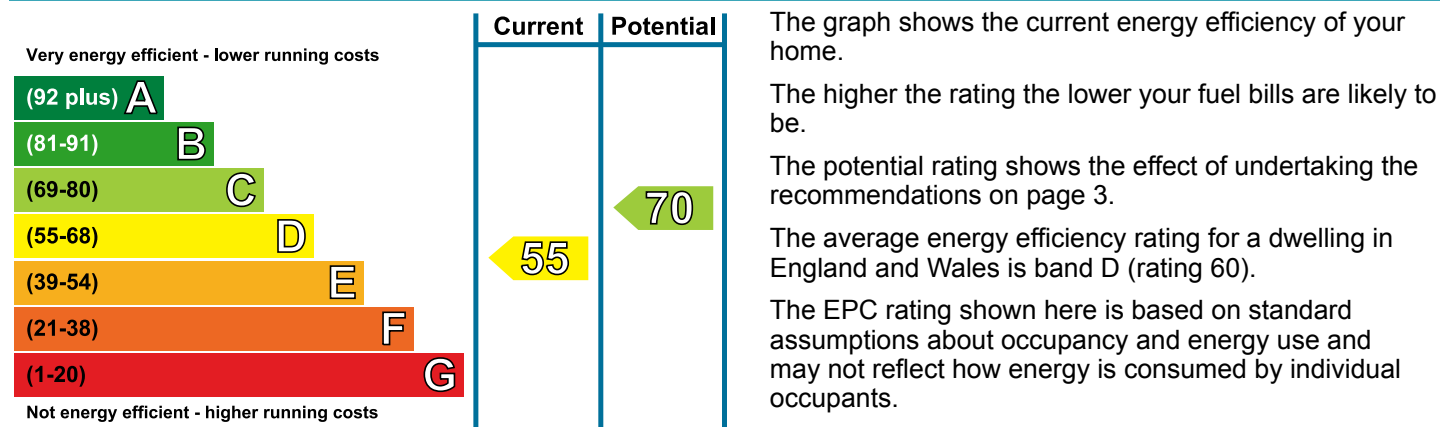 Current Potential
Very energy efficient - lower running costs
(92 plus) A
(81-91) B
(69-80) C
(55-68) D
(39-54) E
(21-38) F
(1-20) G
Not energy efficient - higher running costs
55
70
The graph shows the current energy efficiency of your
home.
The higher the rating the lower your fuel bills are likely to
be.
The potential rating shows the effect of undertaking the
recommendations on page 3.
The average energy efficiency rating for a dwelling in
England and Wales is band D (rating 60).
The EPC rating shown here is based on standard
assumptions about occupancy and energy use and
may not reflect how energy is consumed by individual
occupants.